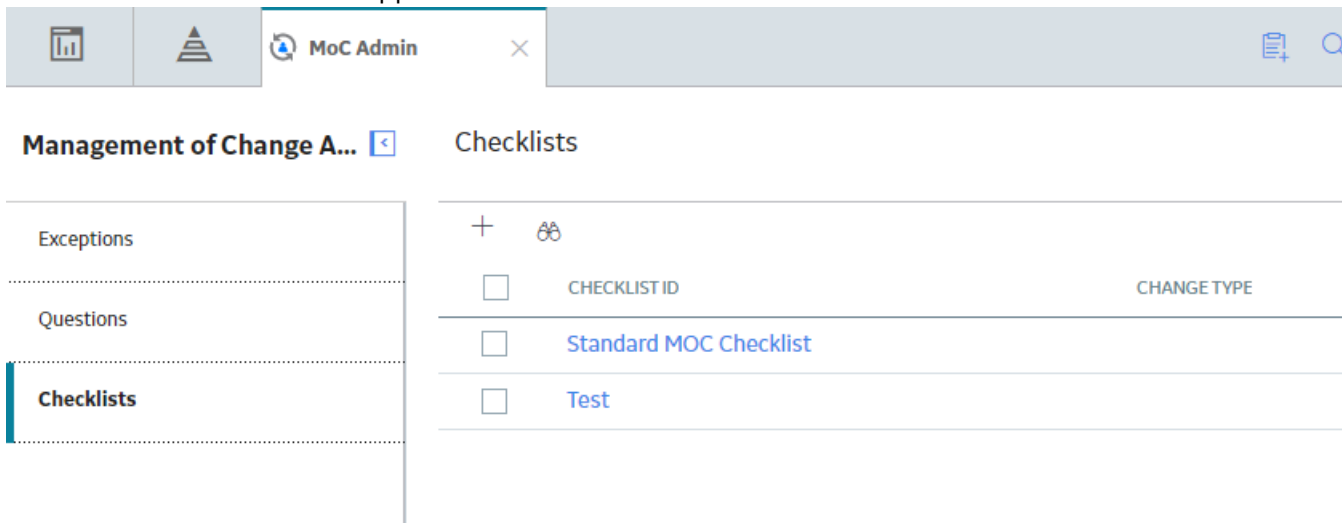 MoC Admin
Management of Change A...
Checklists
Exceptions
Questions
Checklists
CHECKLIST ID
CHANGE TYPE
Standard MOC Checklist
Test